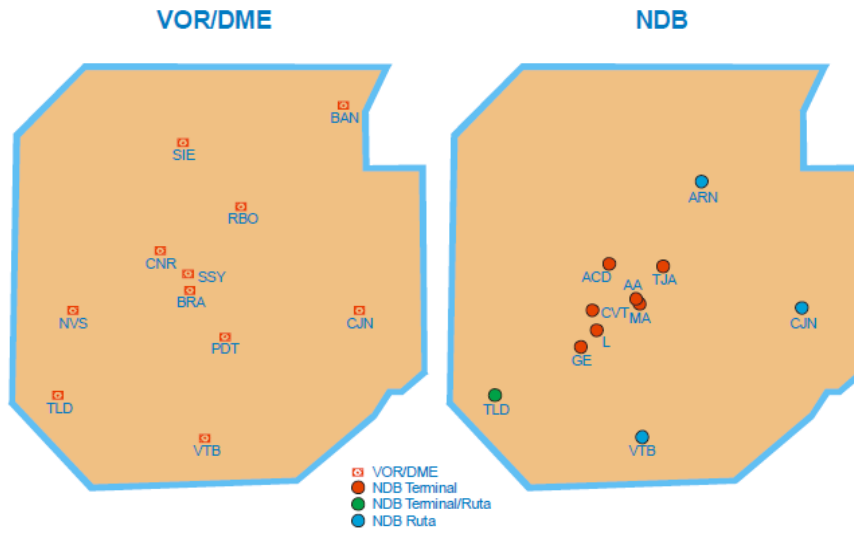 VOR/DME
BAN
SIE
RBO
CNR
SSY
BRA
NVS
CJN
PDT
TLD
VTB
NDB
ARN
ACD
TJA
AA
CVT
MA
CJN
L
GE
TLD
VTB
VOR/DME
NDB Terminal
NDB Terminal/Ruta
NDB Ruta